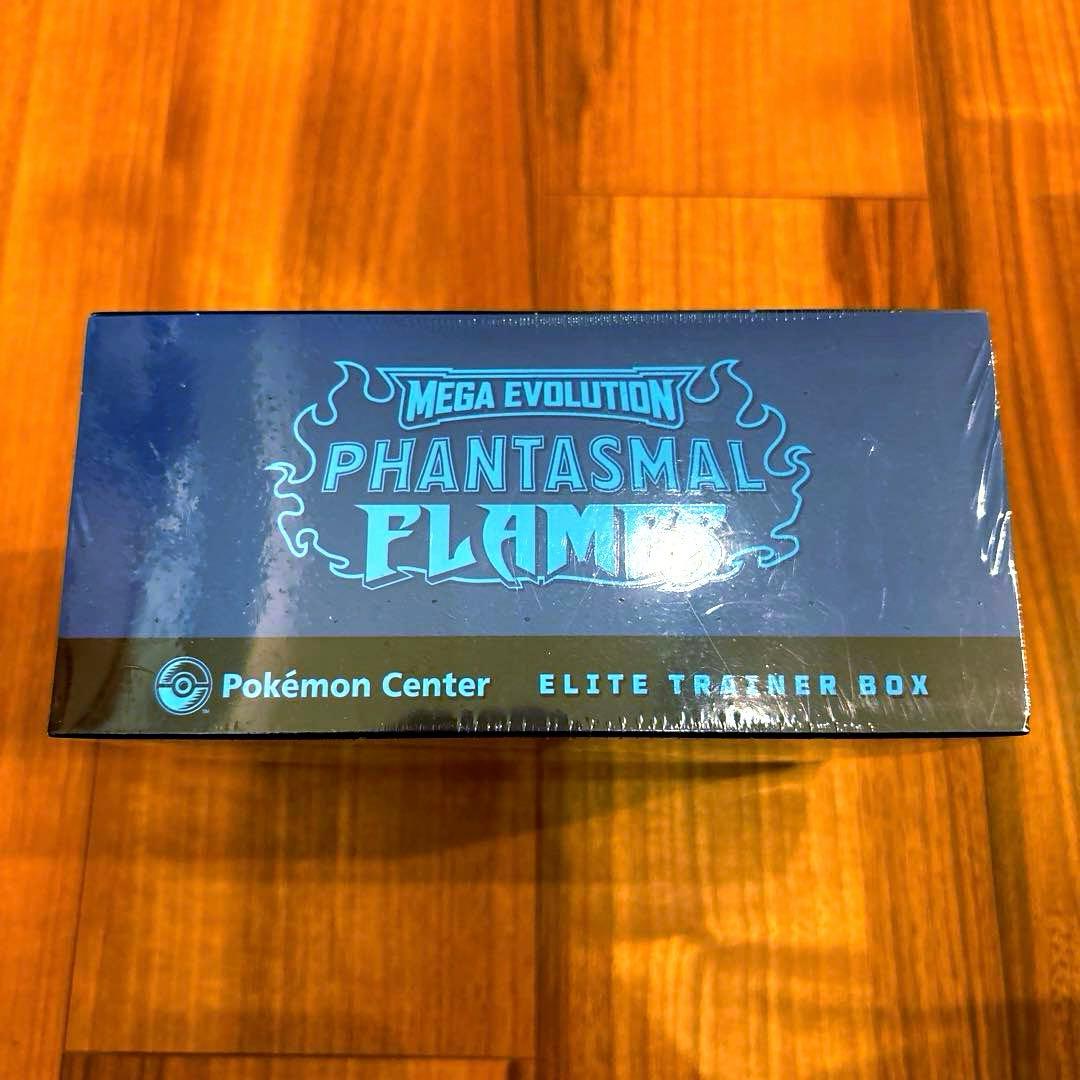 MEGA EVOLUTION
PHANTASMAL
FLAMES
Pokémon Center ELITE TRAINER BOX